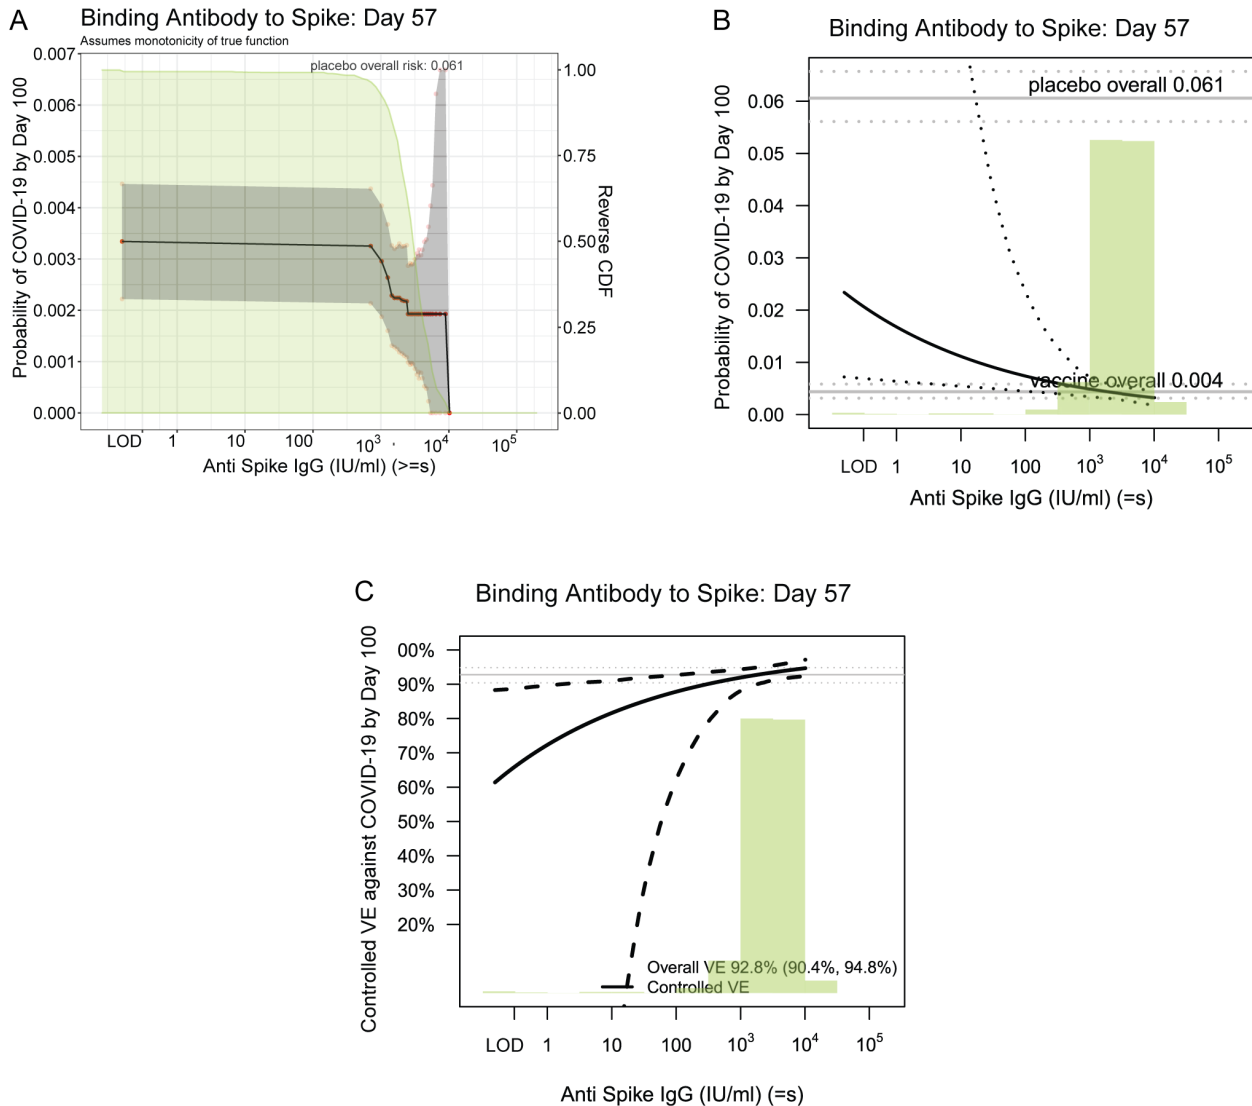 A
Binding Antibody to Spike: Day 57
Assumes monotonicity of true function
placebo overall risk: 0.061
Probability of COVID-19 by Day 100
0.007
0.006
0.005
0.004
0.003
0.002
0.001
0.000
1.00
0.75
0.50
0.25
0.00
Reverse CDF
LOD 1 10 100 10³ 10⁴ 10⁵
Anti Spike IgG (IU/ml) (>=s)
B
Binding Antibody to Spike: Day 57
Probability of COVID-19 by Day 100
0.06
0.05
0.04
0.03
0.02
0.01
0.00
placebo overall 0.061
vaccine overall 0.004
LOD 1 10 100 10³ 10⁴ 10⁵
Anti Spike IgG (IU/ml) (=s)
C
Binding Antibody to Spike: Day 57
Controlled VE against COVID-19 by Day 100
00%
90%
80%
70%
60%
50%
40%
30%
20%
Overall VE 92.8% (90.4%, 94.8%)
Controlled VE
LOD 1 10 100 10³ 10⁴ 10⁵
Anti Spike IgG (IU/ml) (=s)